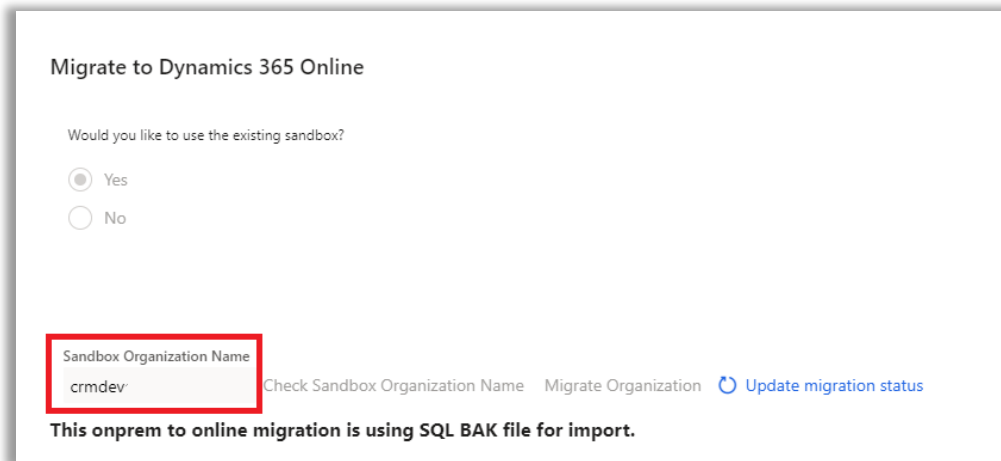 Migrate to Dynamics 365 Online
Would you like to use the existing sandbox?
Yes
No
Sandbox Organization Name
crmdev
Check Sandbox Organization Name Migrate Organization Update migration status
This onprem to online migration is using SQL BAK file for import.